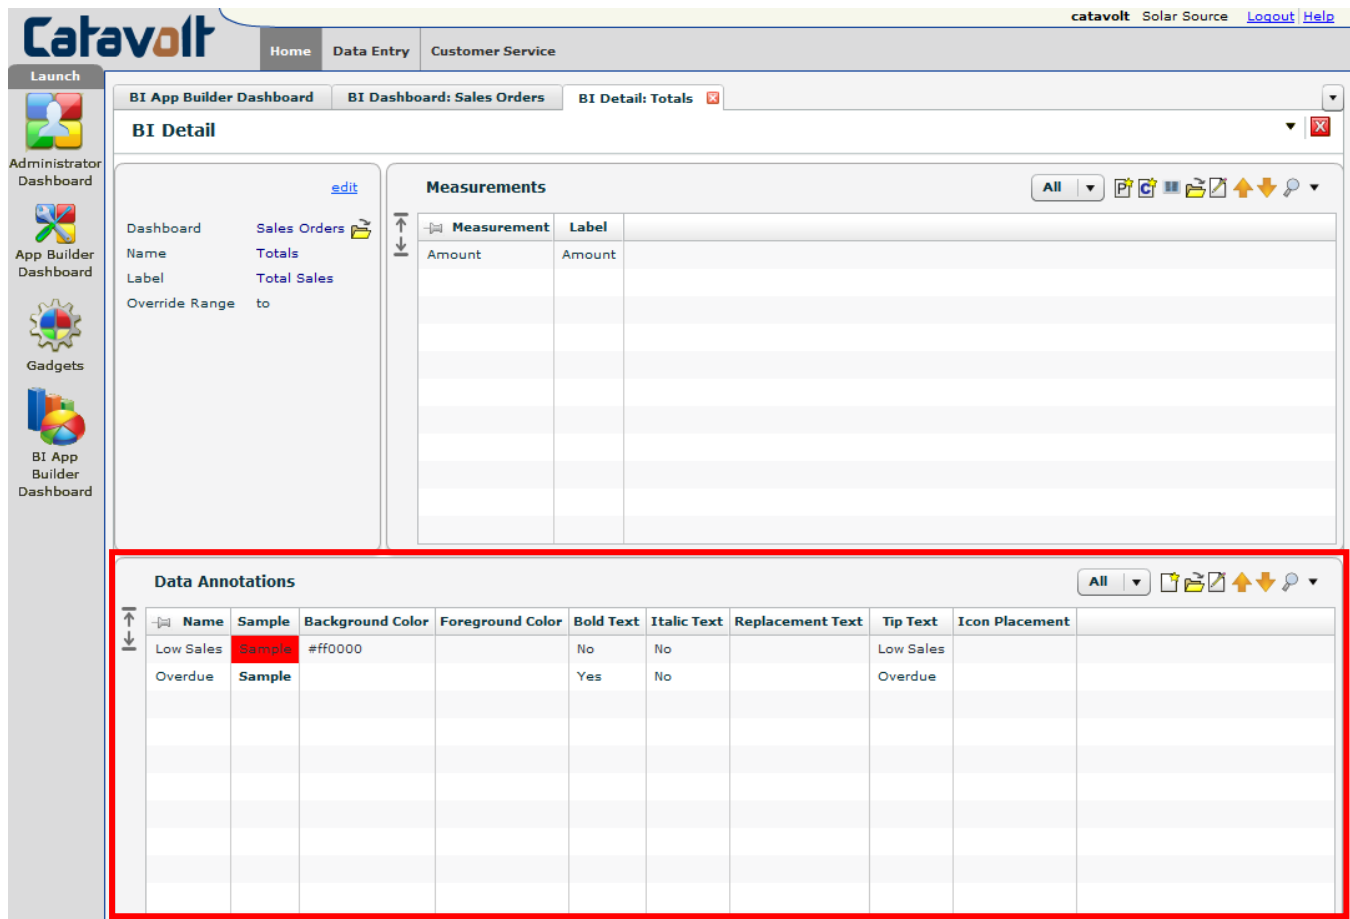 catavolt Solar Source Logout Help
Catavolt
Home Data Entry Customer Service
Launch
Administrator
Dashboard
App Builder
Dashboard
Gadgets
BI App
Builder
Dashboard
BI App Builder Dashboard BI Dashboard: Sales Orders BI Detail: Totals
BI Detail
edit
Dashboard Sales Orders
Name Totals
Label Total Sales
Override Range to
Measurements All
Measurement Label
Amount Amount
Data Annotations All
Name Sample Background Color Foreground Color Bold Text Italic Text Replacement Text Tip Text Icon Placement
Low Sales Sample #ff0000 No No Low Sales
Overdue Sample Yes No Overdue